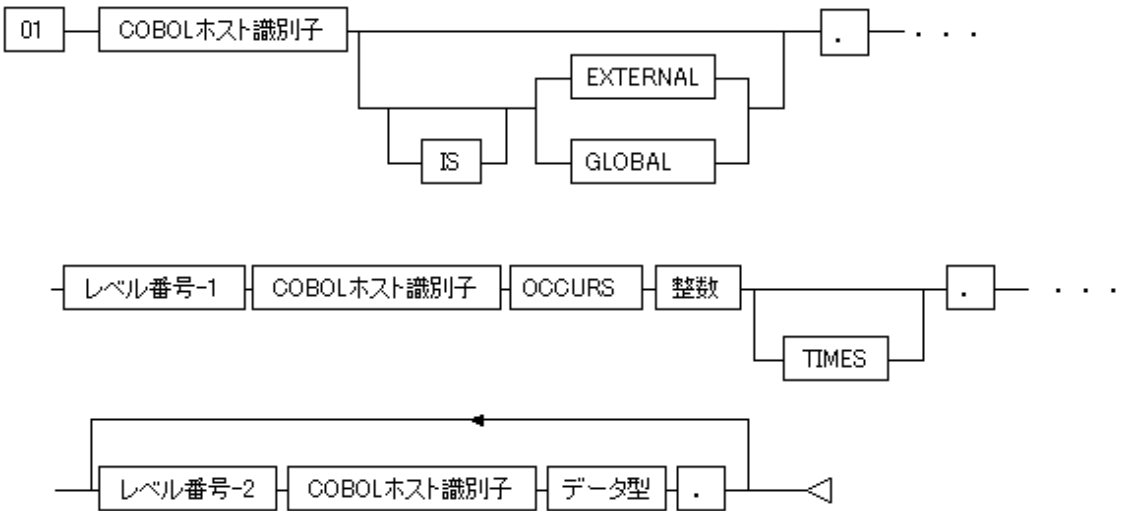 01 COBOLホスト識別子 . ・・・
EXTERNAL
IS GLOBAL
レベル番号-1 COBOLホスト識別子 OCCURS 整数 . ・・・
TIMES
レベル番号-2 COBOLホスト識別子 データ型 .